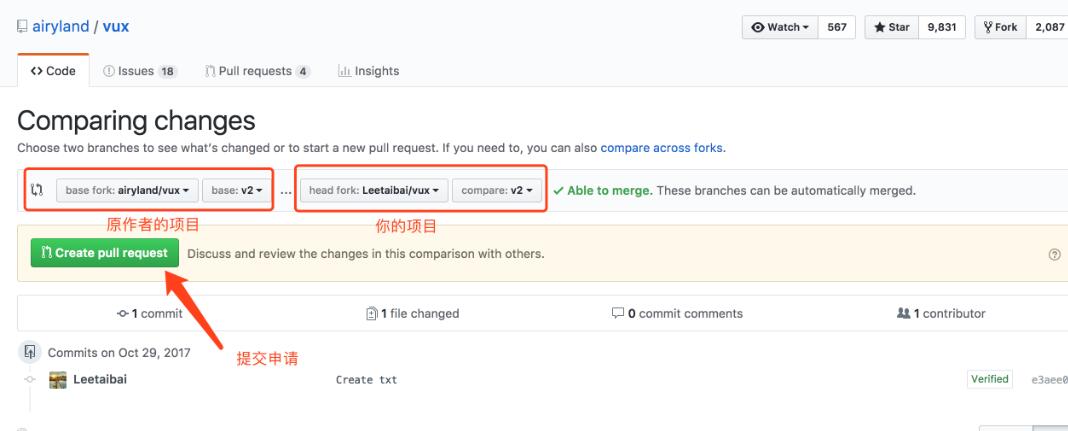 airyland / vux
Watch 567 Star 9,831 Fork 2,087
Code Issues 18 Pull requests 4 Insights
Comparing changes
Choose two branches to see what's changed or to start a new pull request. If you need to, you can also compare across forks.
base fork: airyland/vux base: v2 ... head fork: Leetaibai/vux compare: v2 Able to merge. These branches can be automatically merged.
原作者的项目 你的项目
Create pull request Discuss and review the changes in this comparison with others.
1 commit 1 file changed 0 commit comments 1 contributor
Commits on Oct 29, 2017
提交申请
Leetaibai Create txt Verified e3aee0